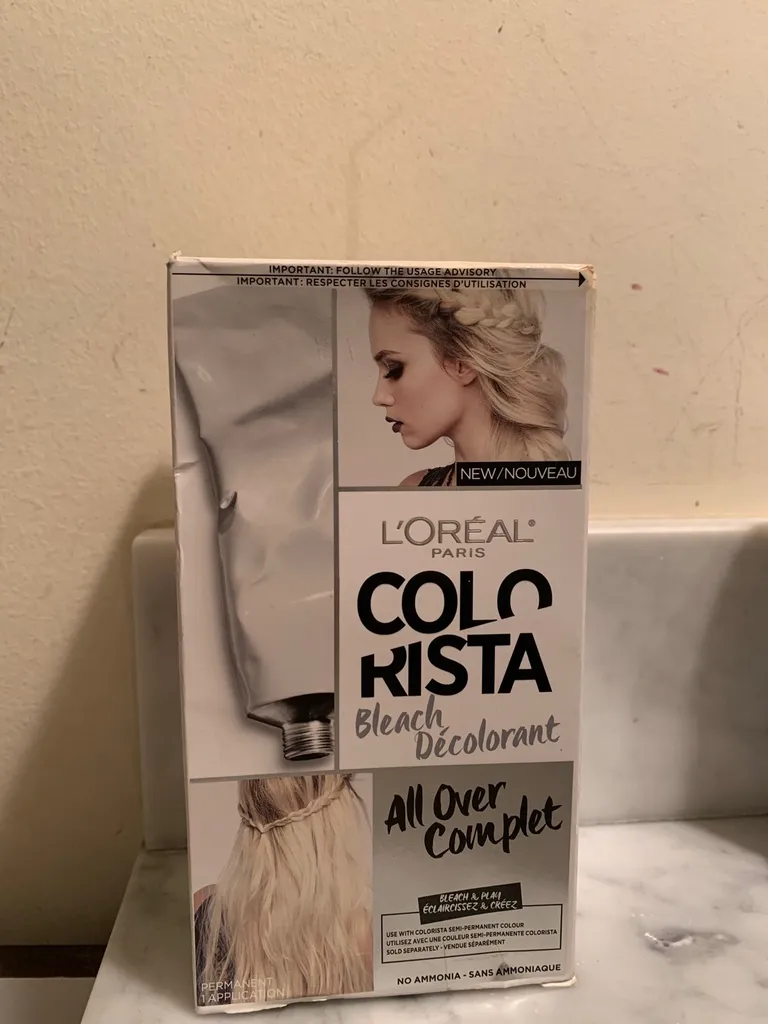 IMPORTANT: FOLLOW THE USAGE ADVISORY
IMPORTANT: RESPECTER LES CONSIGNES D'UTILISATION
NEW/NOUVEAU
L'ORÉAL®
PARIS
COLO
RISTA
Bleach
Décolorant
All Over
Complet
BLEACH & PLAY
ÉCLAIRCISSEZ & CRÉEZ
USE WITH COLORISTA SEMI-PERMANENT COLOUR
UTILISEZ AVEC UNE COULEUR SEMI-PERMANENTE COLORISTA
SOLD SEPARATELY - VENDUE SÉPARÉMENT
NO AMMONIA - SANS AMMONIAQUE
PERMANENT
1 APPLICATION